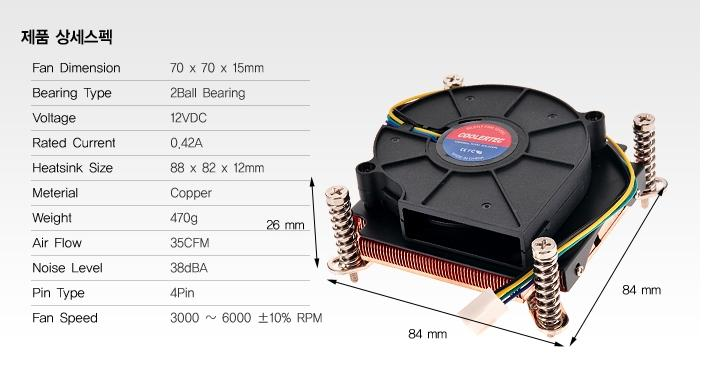 제품 상세스펙
Fan Dimension 70 x 70 x 15mm
Bearing Type 2Ball Bearing
Voltage 12VDC
Rated Current 0.42A
Heatsink Size 88 x 82 x 12mm
Meterial Copper
Weight 470g
Air Flow 35CFM
Noise Level 38dBA
Pin Type 4Pin
Fan Speed 3000 ~ 6000 ±10% RPM
26 mm
84 mm
84 mm
COOLERTEC